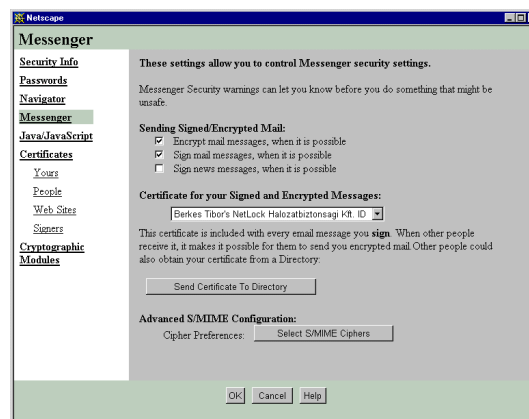 Netscape
Messenger
Security Info
Passwords
Navigator
Messenger
Java/JavaScript
Certificates
Yours
People
Web Sites
Signers
Cryptographic
Modules
These settings allow you to control Messenger security settings.
Messenger Security warnings can let you know before you do something that might be
unsafe.
Sending Signed/Encrypted Mail:
Encrypt mail messages, when it is possible
Sign mail messages, when it is possible
Sign news messages, when it is possible
Certificate for your Signed and Encrypted Messages:
Berkes Tibor's NetLock Halozatbiztonsagi Kft. ID
This certificate is included with every email message you sign. When other people
receive it, it makes it possible for them to send you encrypted mail.Other people could
also obtain your certificate from a Directory:
Send Certificate To Directory
Advanced S/MIME Configuration:
Cipher Preferences: Select S/MIME Ciphers
OK Cancel Help